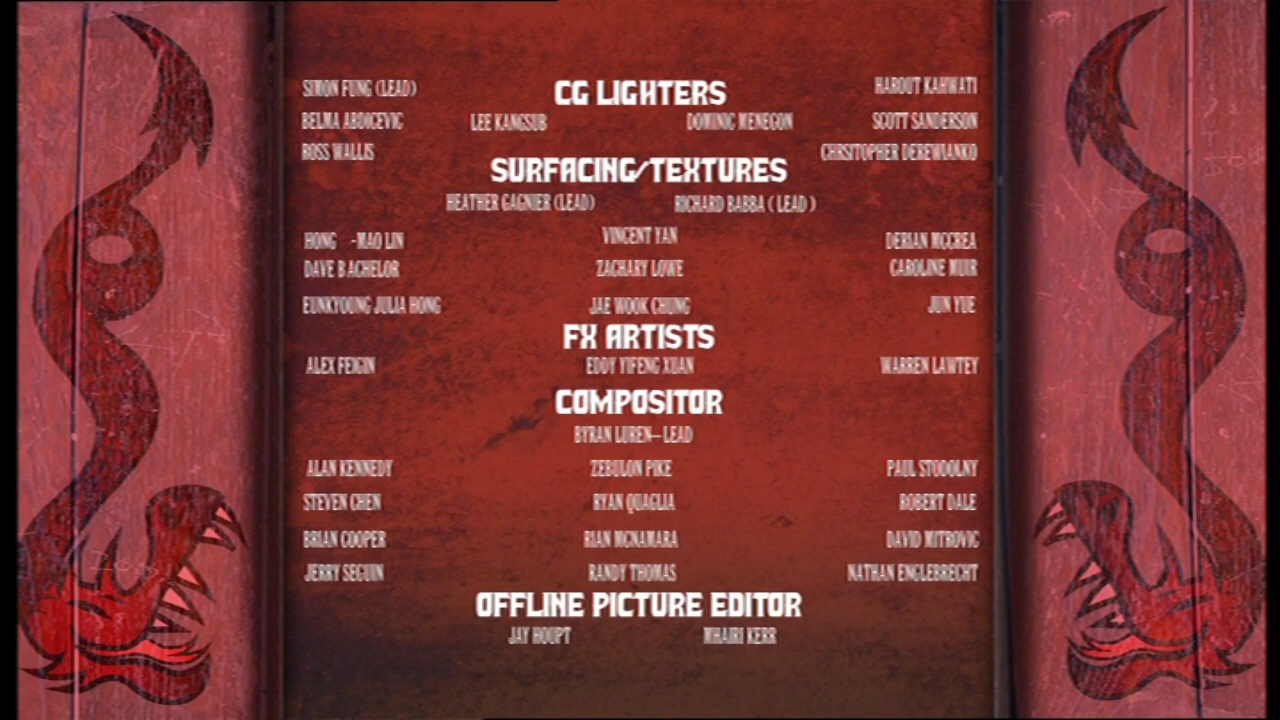 CG LIGHTERS
SIMON FUNG (LEAD) HAROUT KAHWATI
BELMA ABDICEVIC LEE KANGSUB DOMINIC MENEGON SCOTT SANDERSON
ROSS WALLIS CHRSITOPHER DEREWIANKO
SURFACING/TEXTURES
HEATHER GAGNIER (LEAD) RICHARD BABBA ( LEAD )
HONG -MAO LIN VINCENT YAN DERIAN MCCREA
DAVE B ACHELOR ZACHARY LOWE CAROLINE MUIR
EUNKYOUNG JULIA HONG JAE WOOK CHUNG JUN YUE
FX ARTISTS
ALEX FEIGIN EDDY YIFENG XUAN WARREN LAWTEY
COMPOSITOR
BYRAN LUREN-- LEAD
ALAN KENNEDY ZEBULON PIKE PAUL STODOLNY
STEVEN CHEN RYAN QUAGLIA ROBERT DALE
BRIAN COOPER RIAN MCNAMARA DAVID MITROVIC
JERRY SEGUIN RANDY THOMAS NATHAN ENGLEBRECHT
OFFLINE PICTURE EDITOR
JAY HOUPT MHAIRI KERR